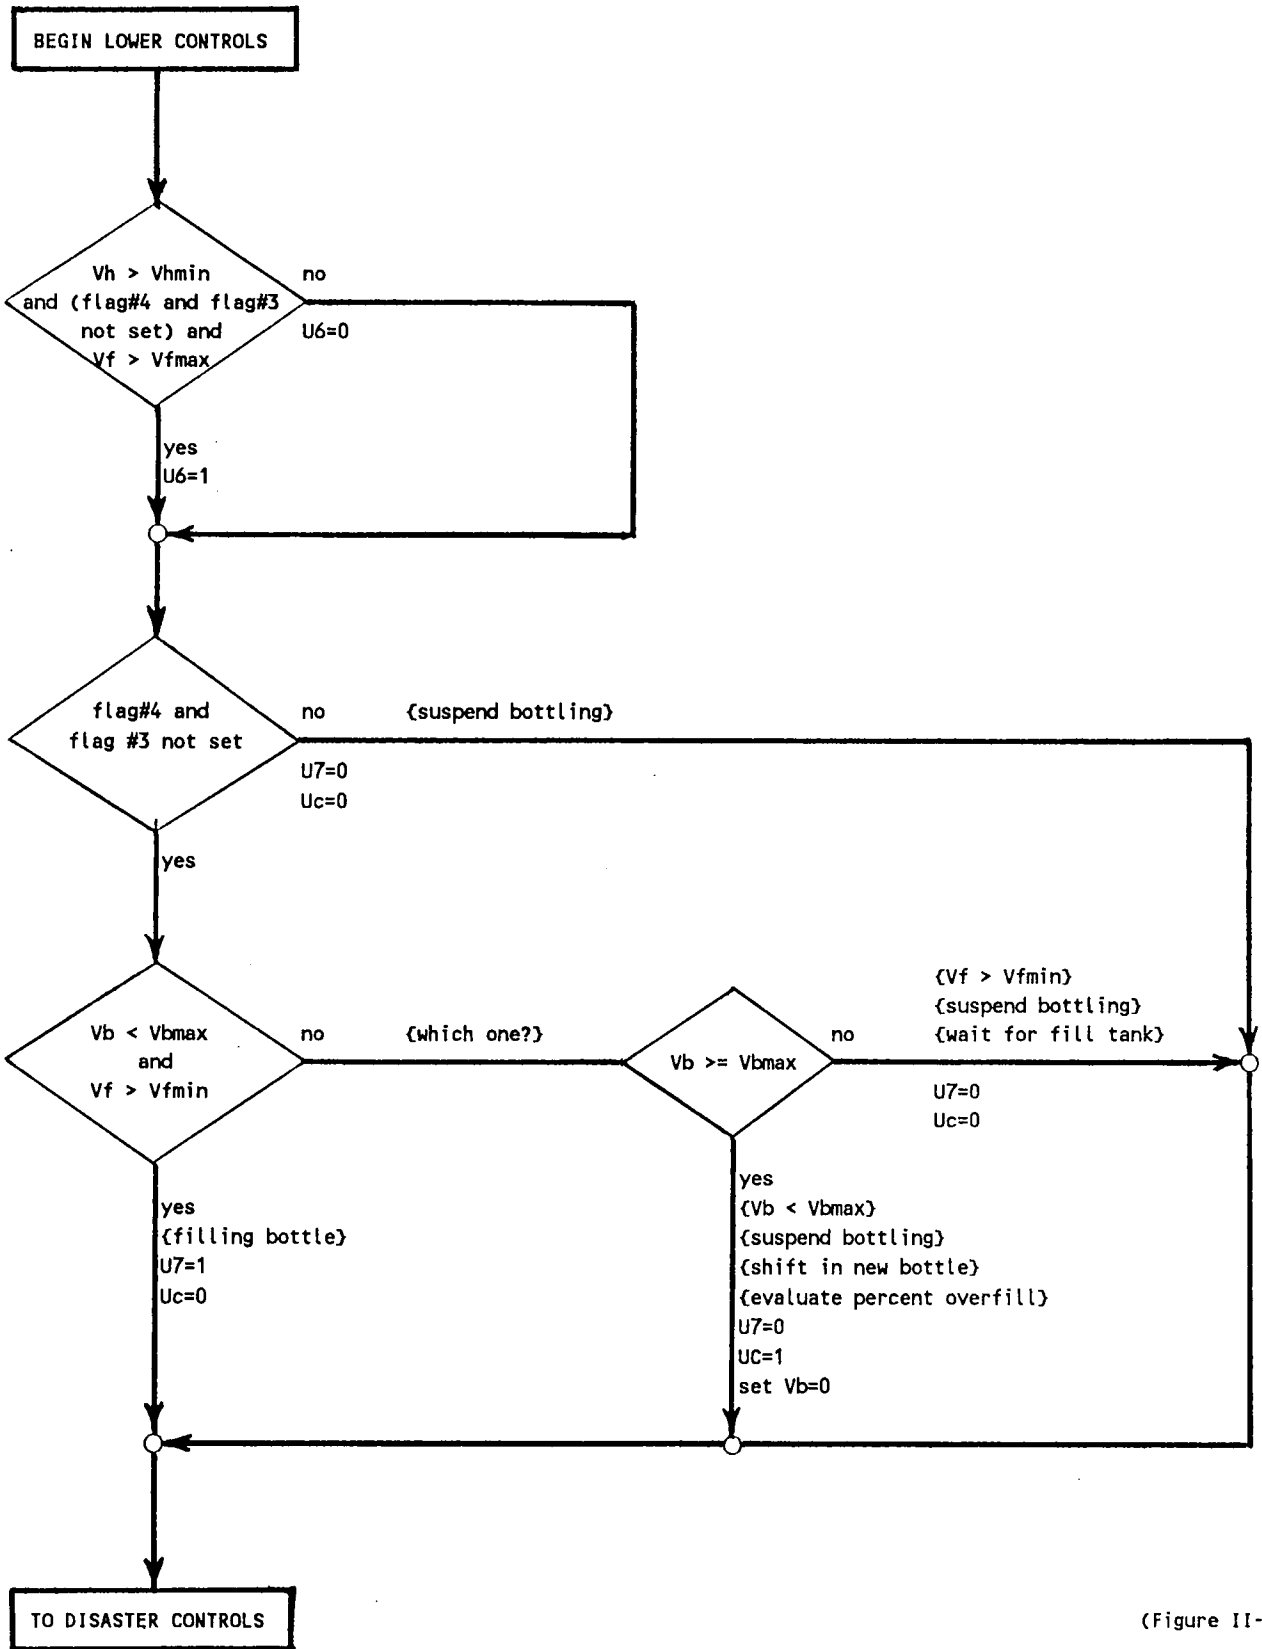 BEGIN LOWER CONTROLS
Vh > Vhmin
and (flag#4 and flag#3
not set) and
Vf > Vfmax
no
U6=0
yes
U6=1
flag#4 and
flag #3 not set
no
{suspend bottling}
U7=0
Uc=0
yes
Vb < Vbmax
and
Vf > Vfmin
no
{which one?}
Vb >= Vbmax
no
{Vf > Vfmin}
{suspend bottling}
{wait for fill tank}
U7=0
Uc=0
yes
{filling bottle}
U7=1
Uc=0
yes
{Vb < Vbmax}
{suspend bottling}
{shift in new bottle}
{evaluate percent overfill}
U7=0
UC=1
set Vb=0
TO DISASTER CONTROLS
(Figure II-